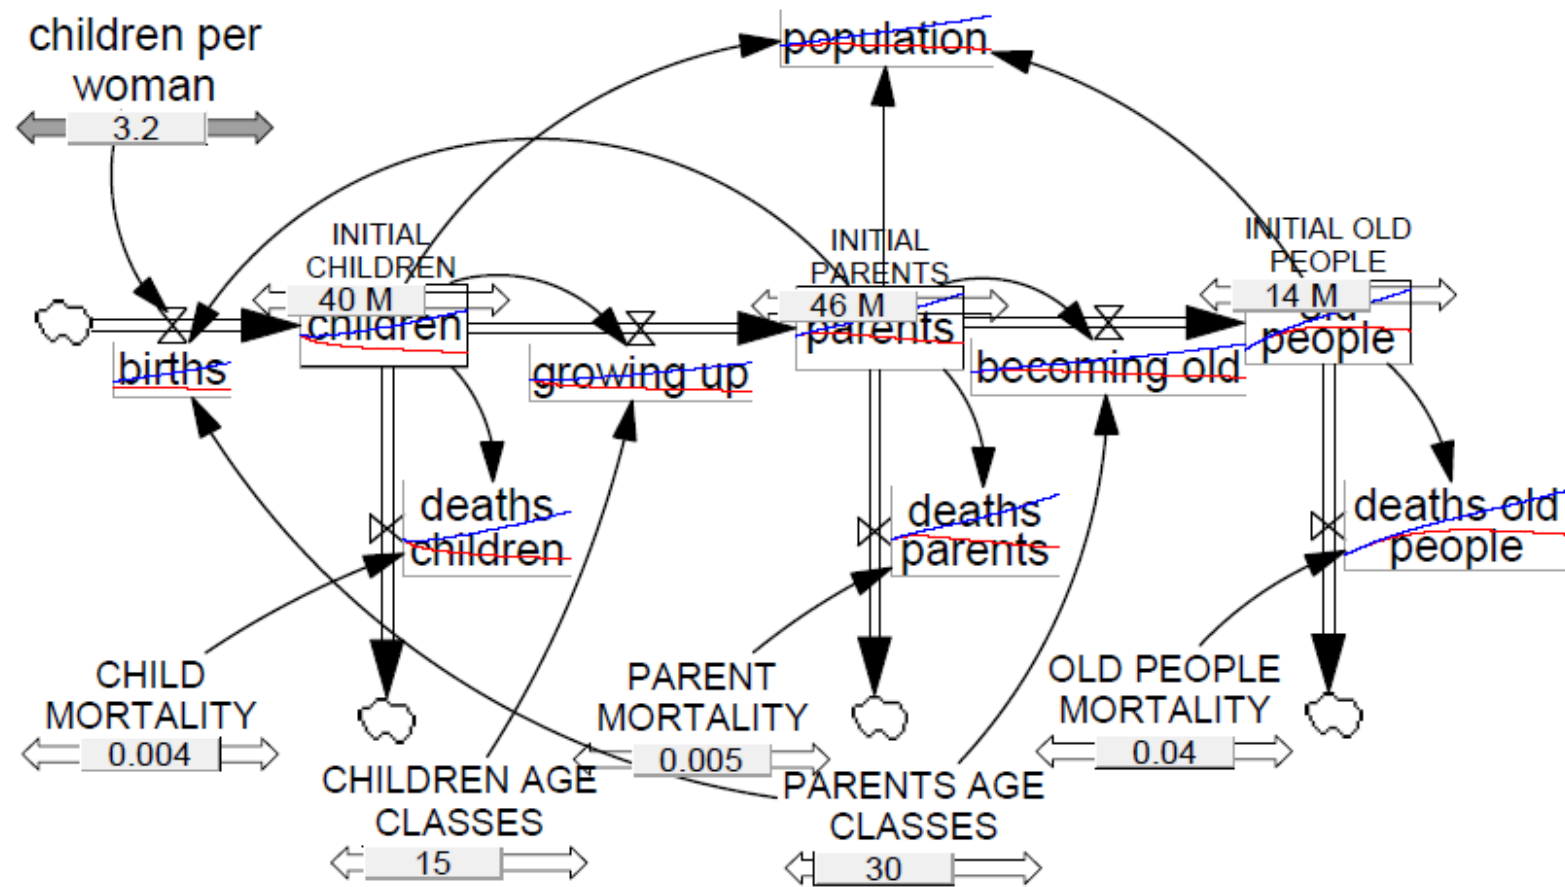 children per
woman
3.2
population
INITIAL
CHILDREN
40 M
children
INITIAL
PARENTS
46 M
parents
INITIAL OLD
PEOPLE
14 M
old
people
births
growing up
becoming old
deaths
children
deaths
parents
deaths old
people
CHILD
MORTALITY
0.004
PARENT
MORTALITY
0.005
OLD PEOPLE
MORTALITY
0.04
CHILDREN AGE
CLASSES
15
PARENTS AGE
CLASSES
30